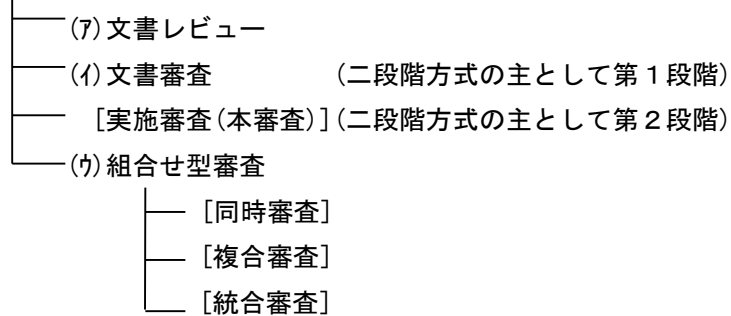 (ｱ)文書レビュー
(ｲ)文書審査　　　　　(二段階方式の主として第１段階)
[実施審査(本審査)](二段階方式の主として第２段階)
(ｳ)組合せ型審査
[同時審査]
[複合審査]
[統合審査]